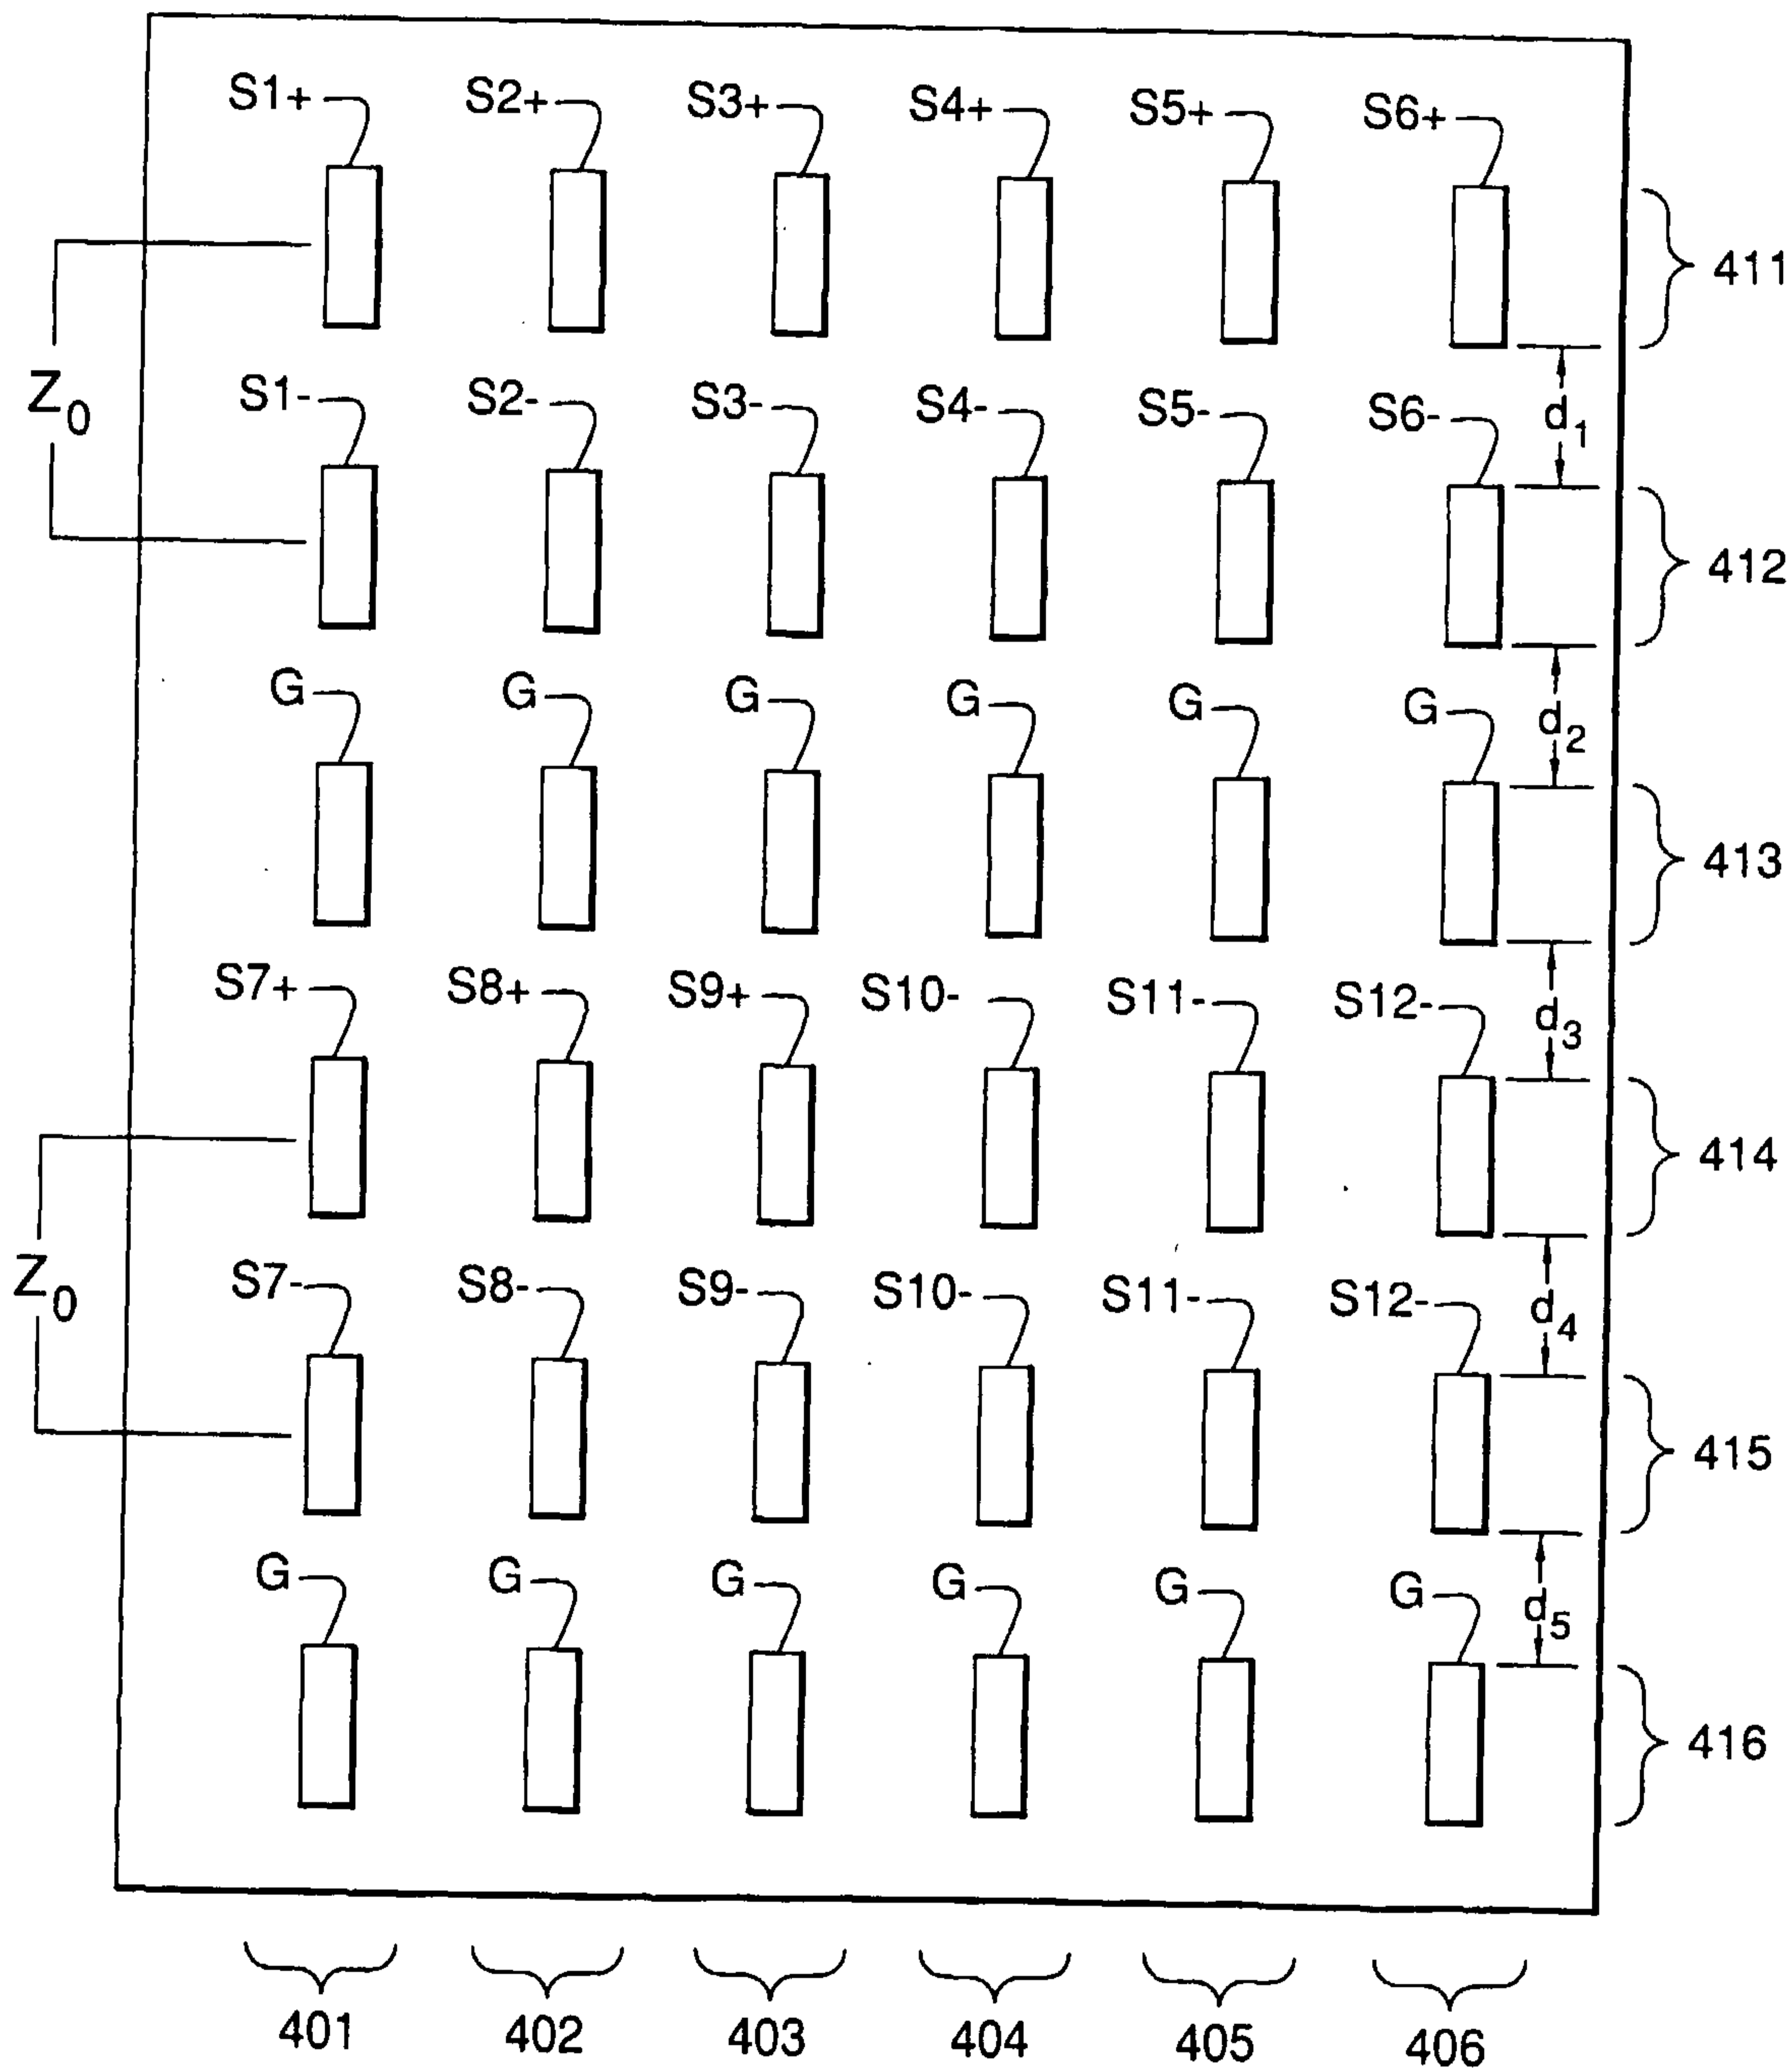 S1+ S2+ S3+ S4+ S5+ S6+
411
Z0
S1- S2- S3- S4- S5- S6-
d1
412
G G G G G G
d2
413
S7+ S8+ S9+ S10- S11- S12-
d3
414
Z0
S7- S8- S9- S10- S11- S12-
d4
415
G G G G G G
d5
416
401 402 403 404 405 406